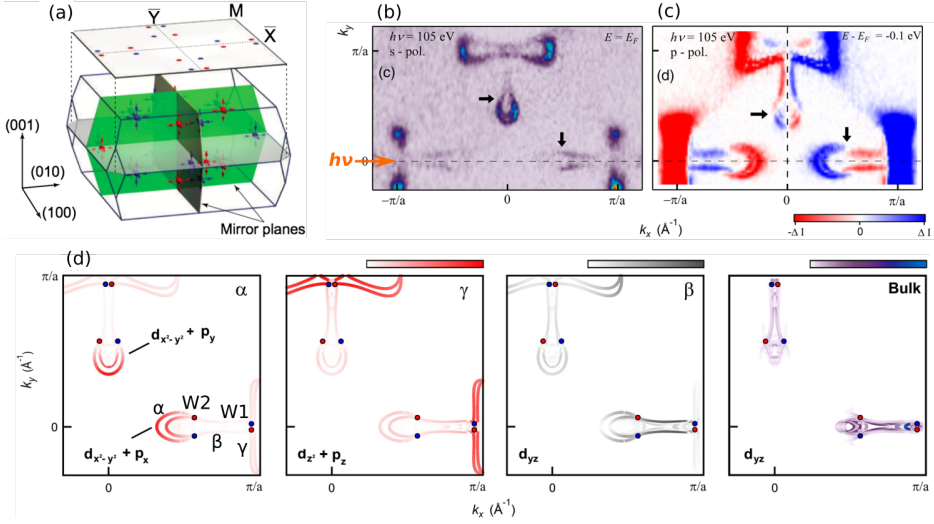 (a)
Y̅
M
X̅
(001)
(010)
(100)
Mirror planes
(b)
hν = 105 eV
s - pol.
E = E_F
(c)
k_y
π/a
0
hν
−π/a
0
π/a
k_x (Å⁻¹)
(c)
hν = 105 eV
p - pol.
E - E_F = -0.1 eV
(d)
−π/a
0
π/a
-Δ I
0
Δ I
(d)
π/a
k_y (Å⁻¹)
0
α
d_{x²-y²} + p_y
α
W2
W1
β
γ
d_{x²-y²} + p_x
0
π/a
γ
d_{z²} + p_z
0
π/a
β
d_{yz}
0
π/a
Bulk
d_{yz}
0
π/a
k_x (Å⁻¹)